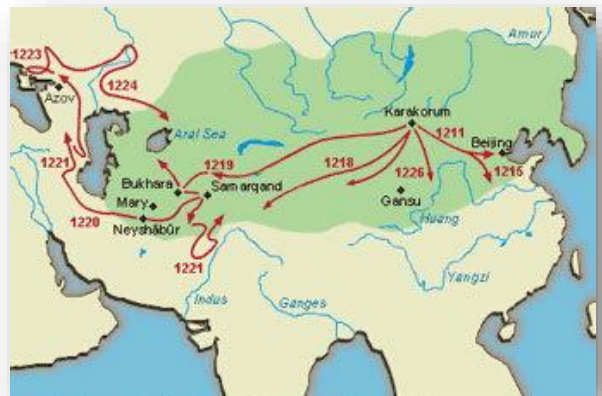 1223
Amur
1224
Azov
Karakorum
1211
Aral Sea
Beijing
1219
1221
1218
1215
Bukhara
Samarqand
1226
Mary
Gansu
1220
Neyshābūr
Huang
1221
Yangzi
Indus
Ganges